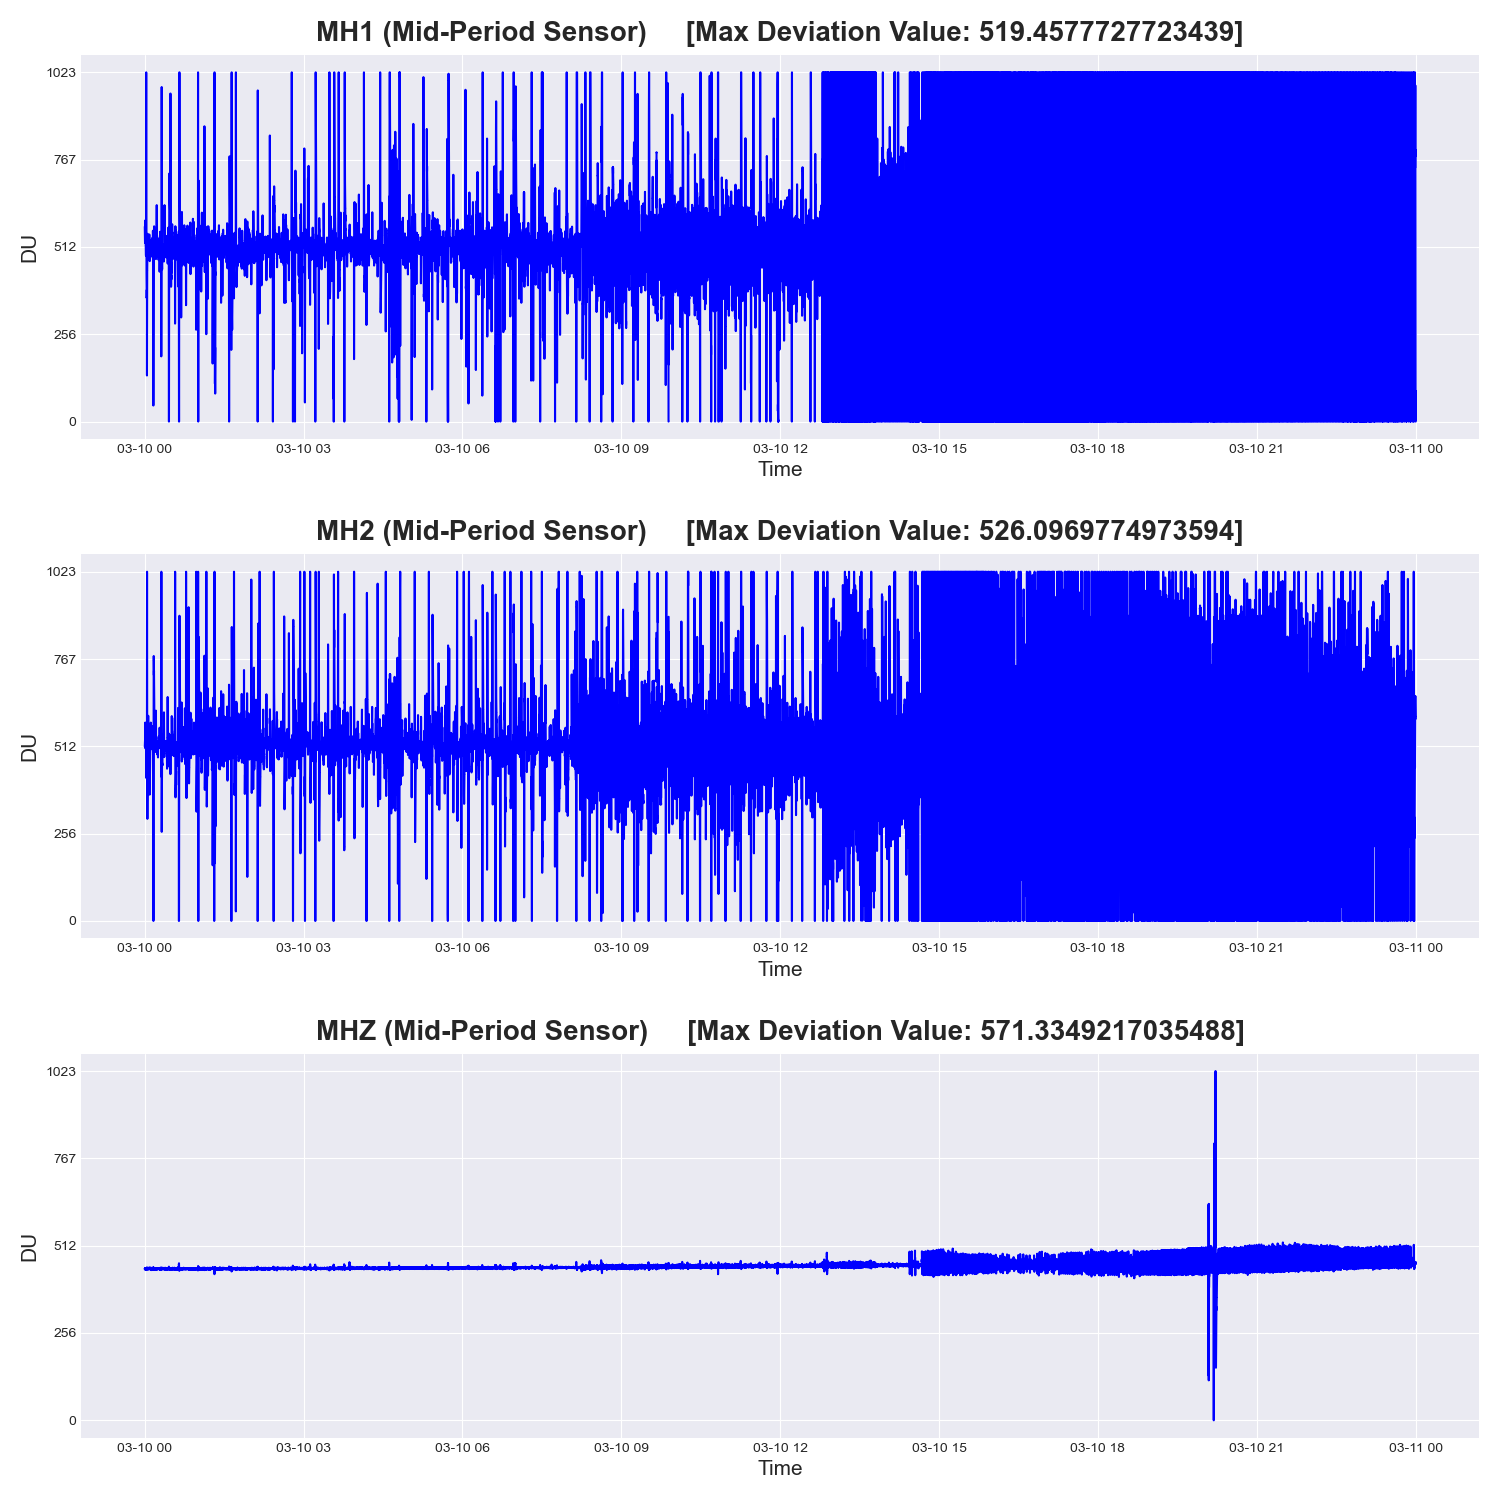 MH1 (Mid-Period Sensor) [Max Deviation Value: 519.4577727723439]
1023
767
512
256
0
DU
03-10 00 03-10 03 03-10 06 03-10 09 03-10 12 03-10 15 03-10 18 03-10 21 03-11 00
Time
MH2 (Mid-Period Sensor) [Max Deviation Value: 526.0969774973594]
1023
767
512
256
0
DU
03-10 00 03-10 03 03-10 06 03-10 09 03-10 12 03-10 15 03-10 18 03-10 21 03-11 00
Time
MHZ (Mid-Period Sensor) [Max Deviation Value: 571.3349217035488]
1023
767
512
256
0
DU
03-10 00 03-10 03 03-10 06 03-10 09 03-10 12 03-10 15 03-10 18 03-10 21 03-11 00
Time